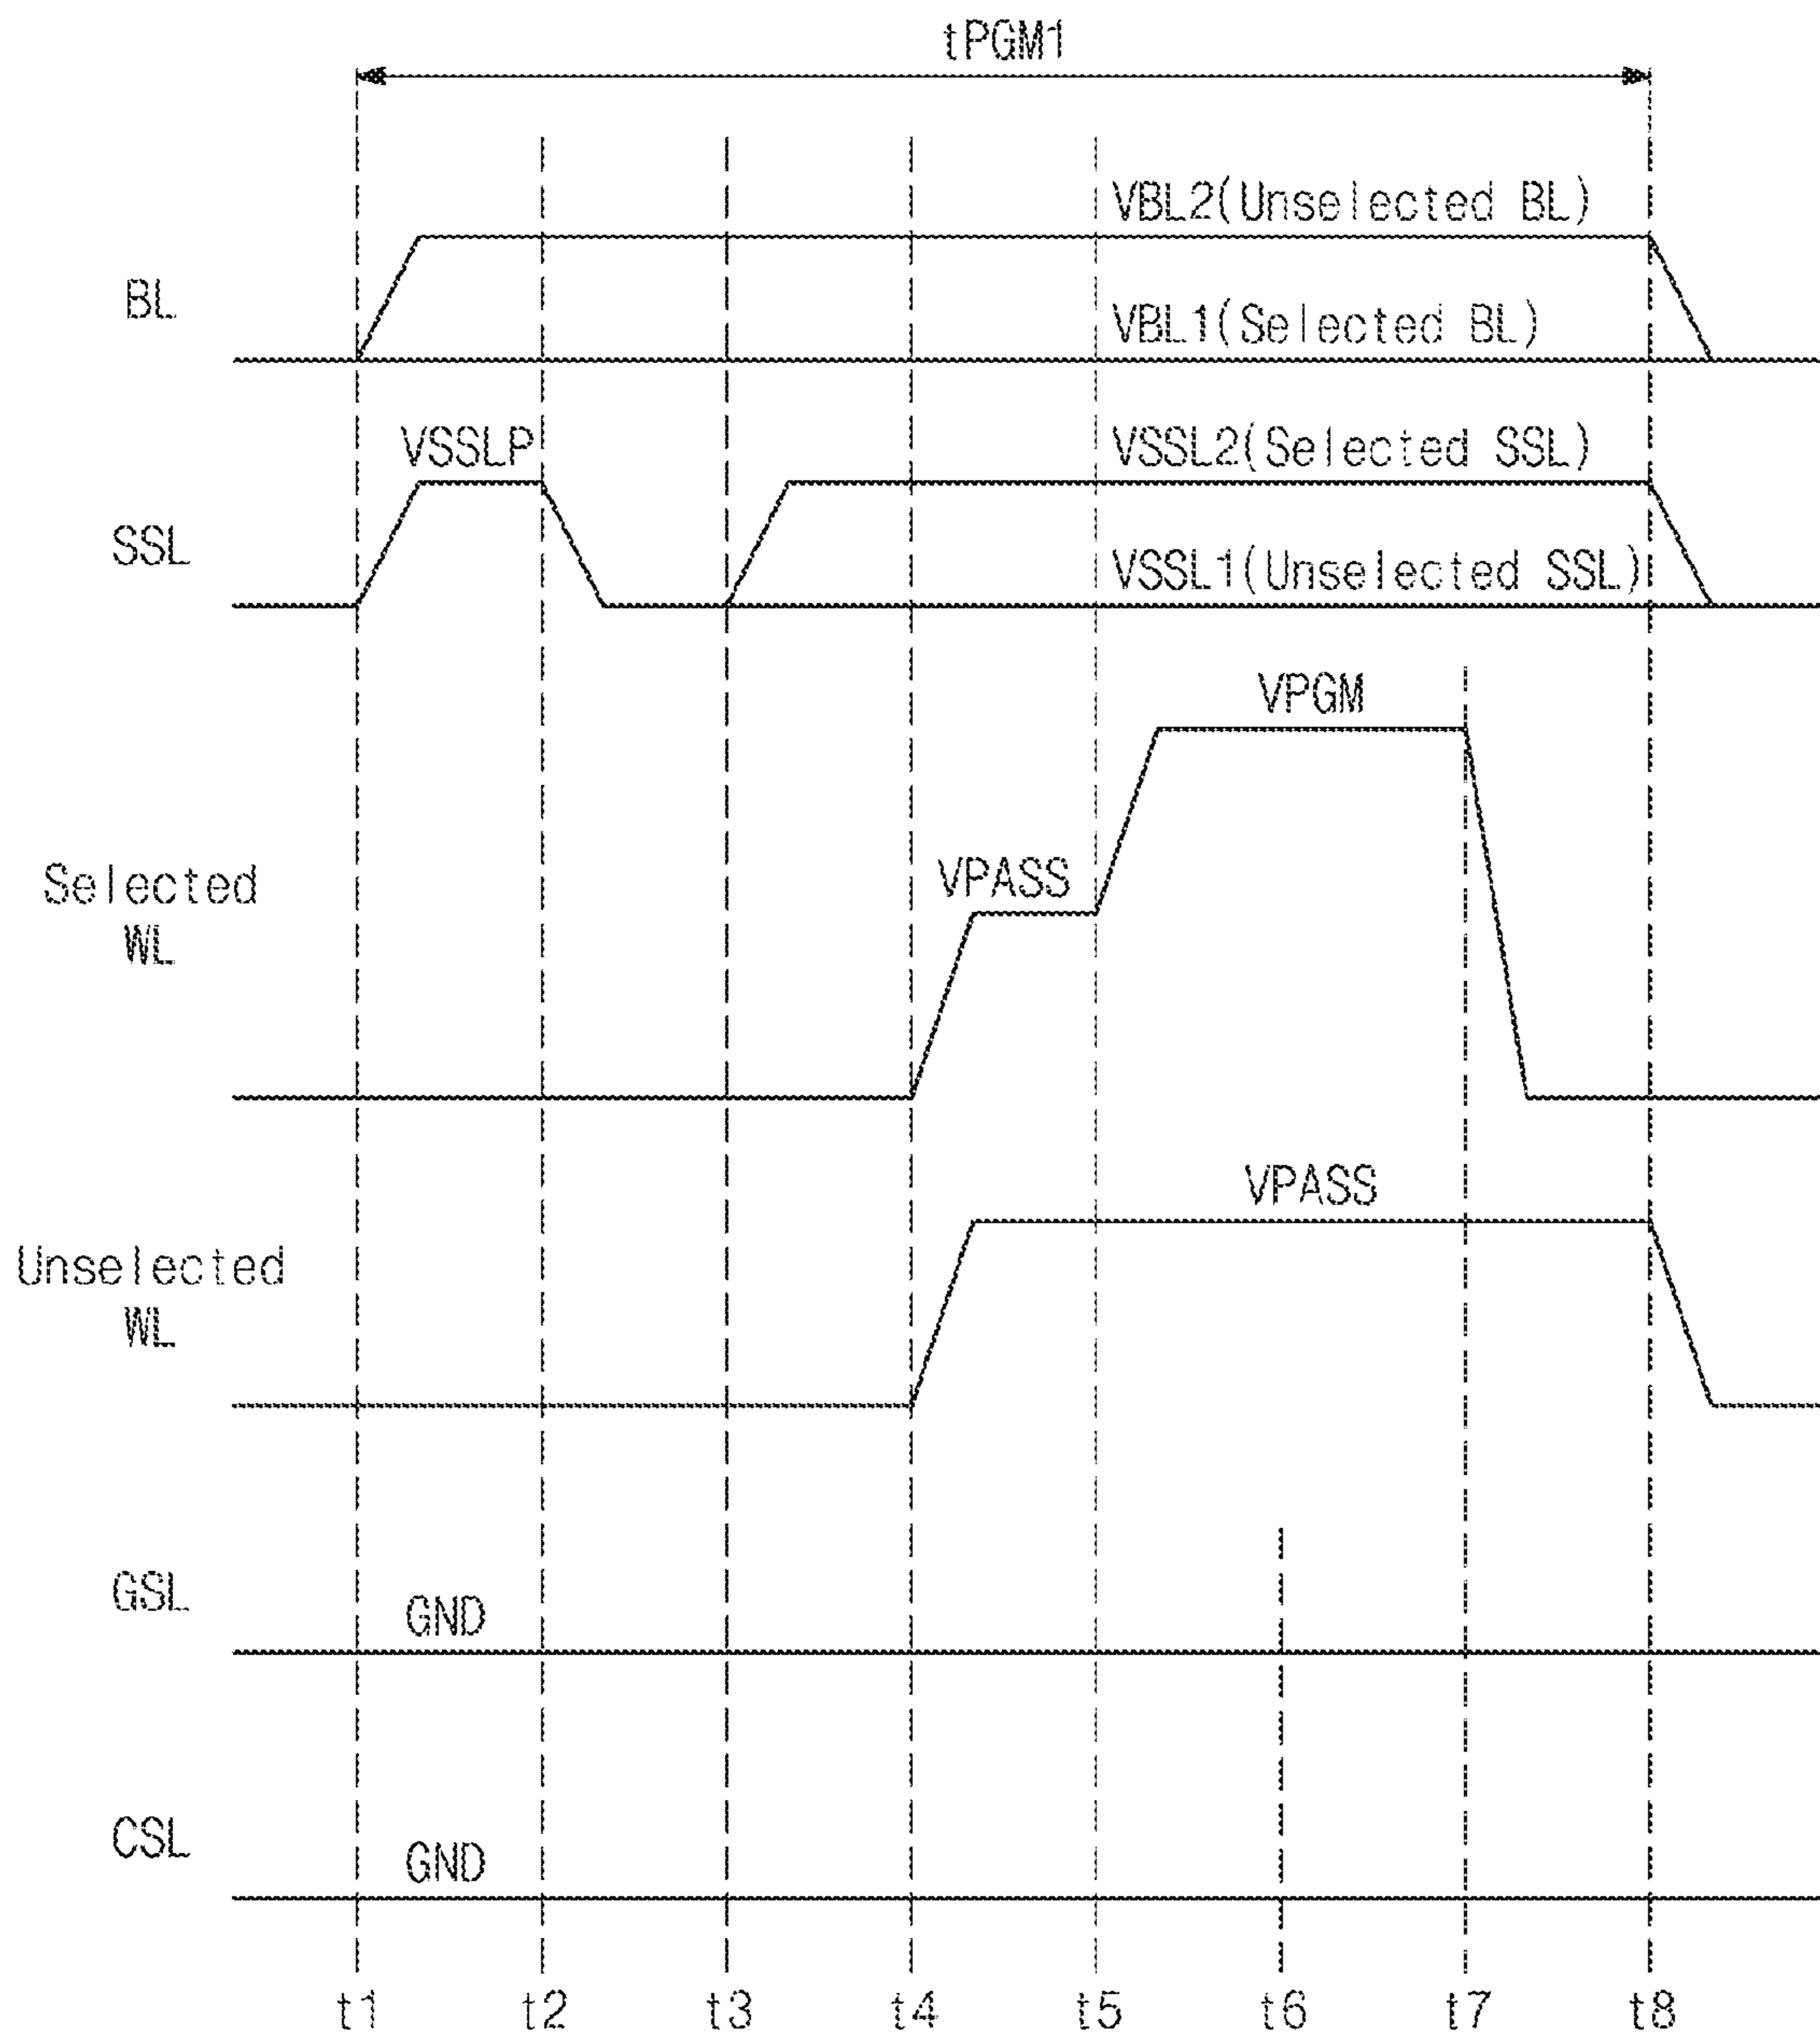 tPGM1
VBL2(Unselected BL)
BL
VBL1(Selected BL)
VSSLP
VSSL2(Selected SSL)
SSL
VSSL1(Unselected SSL)
VPGM
Selected
WL
VPASS
VPASS
Unselected
WL
GSL
GND
CSL
GND
t1 t2 t3 t4 t5 t6 t7 t8